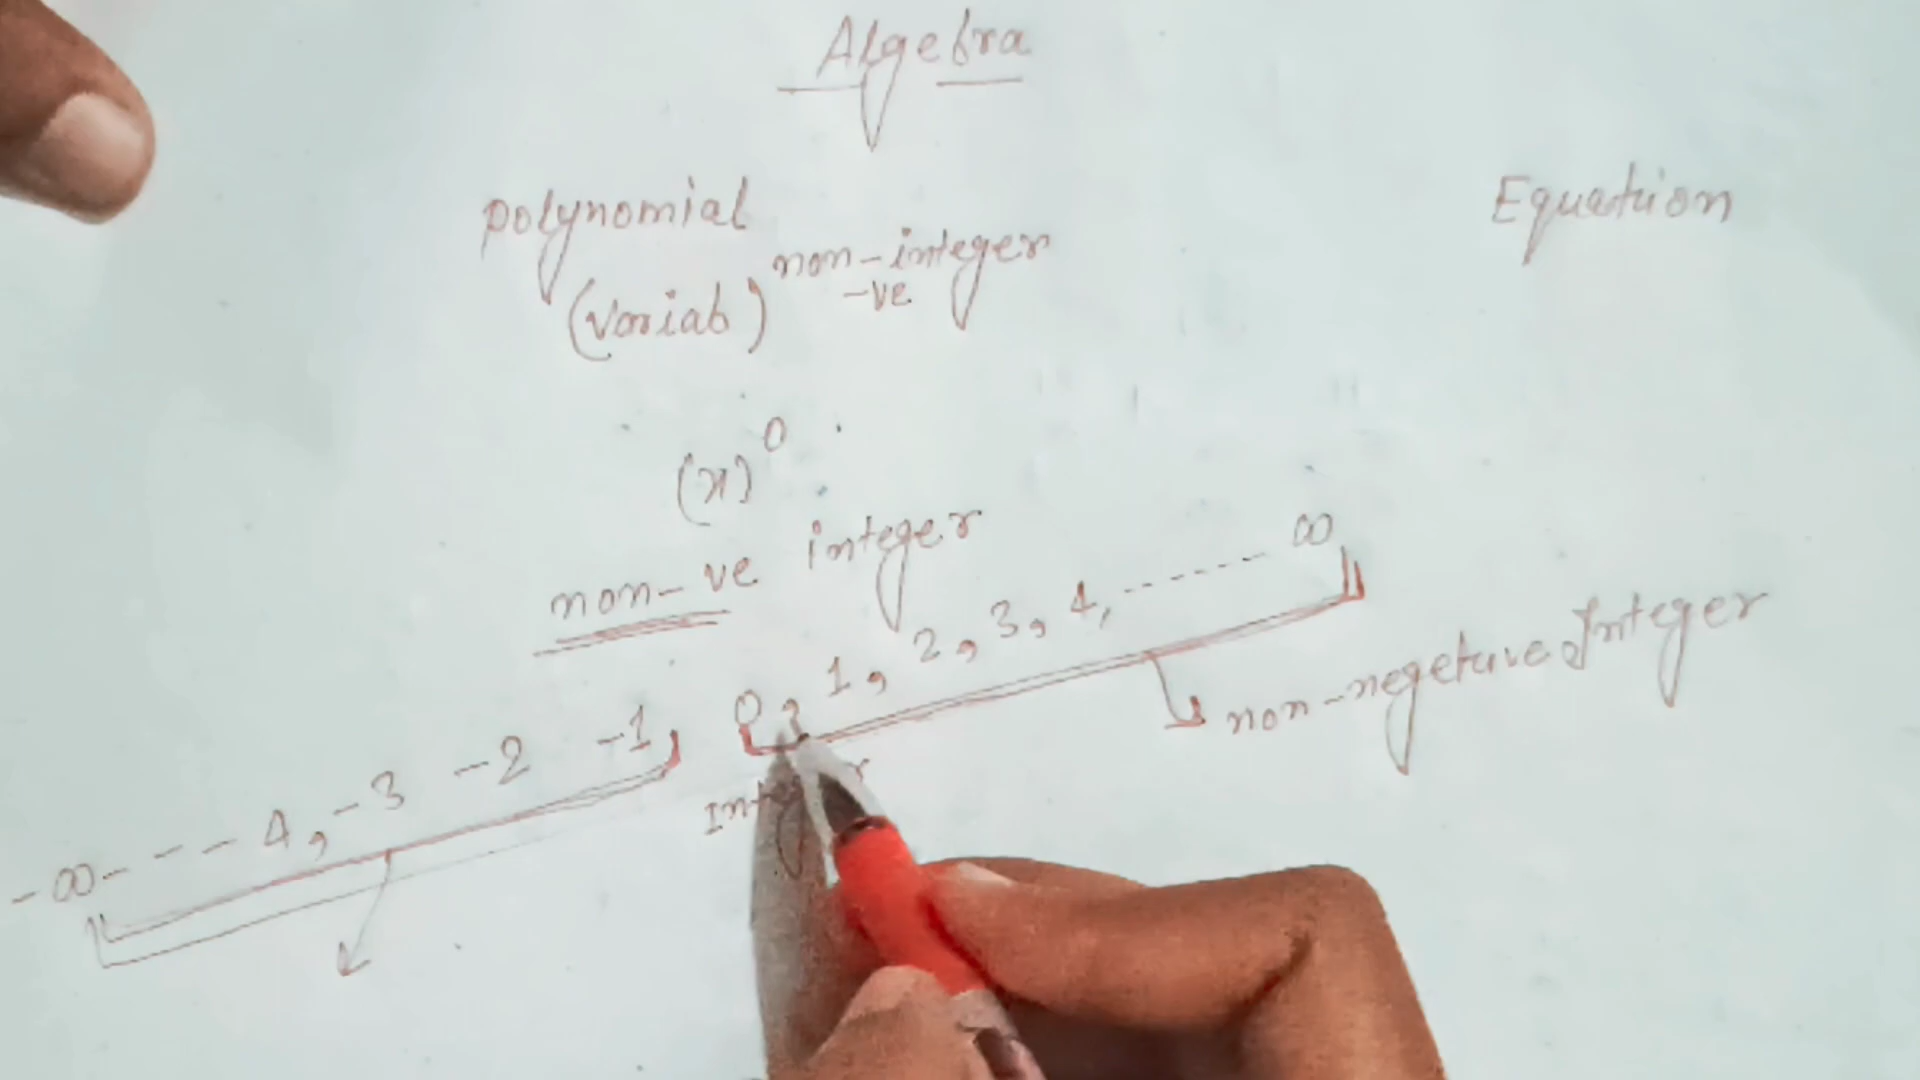 Algebra
polynomial
Equation
(variab) non-integer
-ve
(x) 0
non-ve integer
-∞ - - - - 4, -3 -2 -1 0, 1, 2, 3, 4, ------- ∞
non-negetive Integer